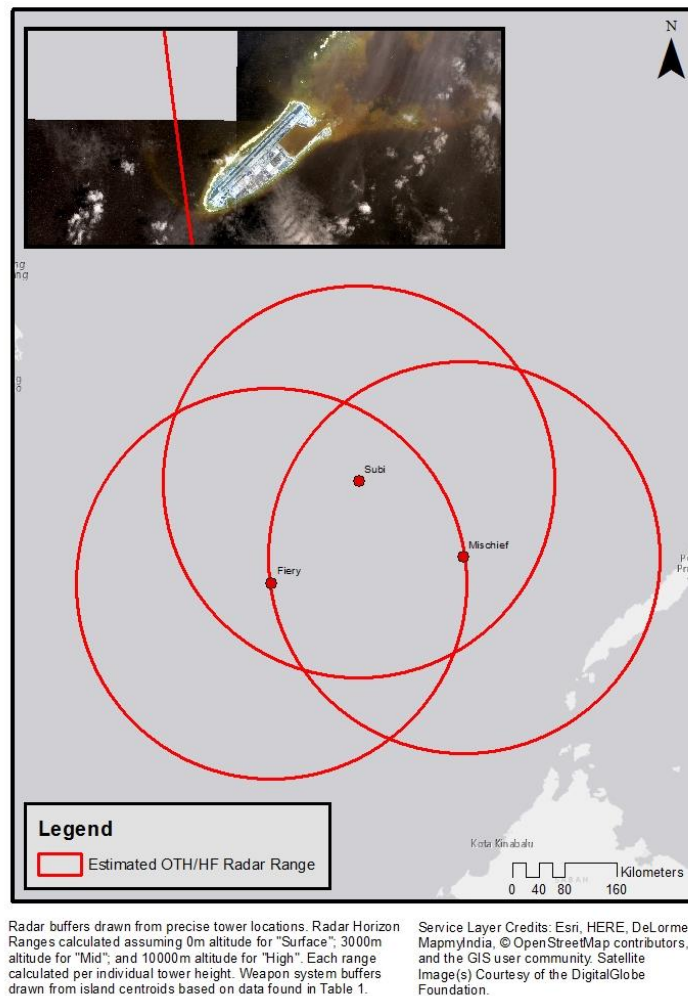 N
Subi
Mischief
Fiery
Kota Kinabalu
Legend
Estimated OTH/HF Radar Range
Kilometers
0 40 80 160
Radar buffers drawn from precise tower locations. Radar Horizon
Ranges calculated assuming 0m altitude for "Surface"; 3000m
altitude for "Mid"; and 10000m altitude for "High". Each range
calculated per individual tower height. Weapon system buffers
drawn from island centroids based on data found in Table 1.
Service Layer Credits: Esri, HERE, DeLorme,
MapmyIndia, © OpenStreetMap contributors,
and the GIS user community. Satellite
Image(s) Courtesy of the DigitalGlobe
Foundation.